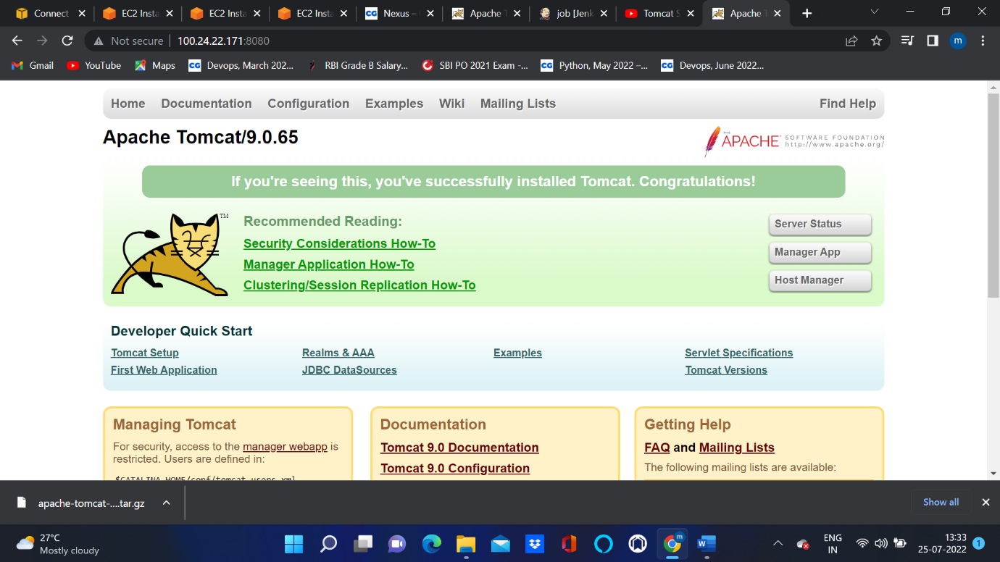 Connect
EC2 Insta
EC2 Insta
EC2 Insta
CG Nexus –
Apache T
job [Jenk
Tomcat S
Apache T
Not secure 100.24.22.171:8080
m
Gmail
YouTube
Maps
CG Devops, March 202...
RBI Grade B Salary...
SBI PO 2021 Exam -...
CG Python, May 2022 –...
CG Devops, June 2022...
Home Documentation Configuration Examples Wiki Mailing Lists Find Help
Apache Tomcat/9.0.65
THE APACHE SOFTWARE FOUNDATION
http://www.apache.org/
If you're seeing this, you've successfully installed Tomcat. Congratulations!
TM
Recommended Reading:
Security Considerations How-To
Manager Application How-To
Clustering/Session Replication How-To
Server Status
Manager App
Host Manager
Developer Quick Start
Tomcat Setup
First Web Application
Realms & AAA
JDBC DataSources
Examples
Servlet Specifications
Tomcat Versions
Managing Tomcat
For security, access to the manager webapp is
restricted. Users are defined in:
$CATALINA_HOME/conf/tomcat-users.xml
Documentation
Tomcat 9.0 Documentation
Tomcat 9.0 Configuration
Getting Help
FAQ and Mailing Lists
The following mailing lists are available:
apache-tomcat-....tar.gz
Show all
27°C
Mostly cloudy
m
W
ENG
IN
13:33
25-07-2022
1